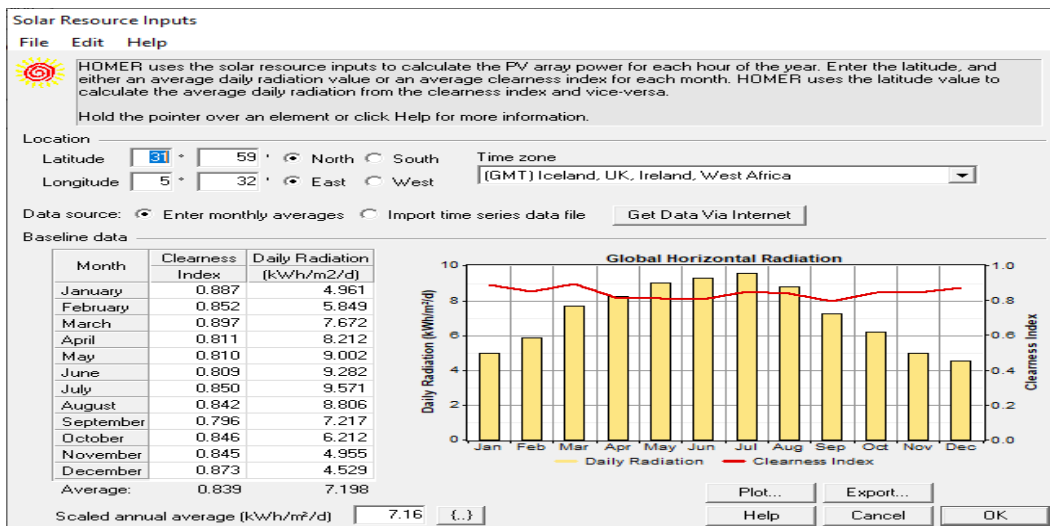 Solar Resource Inputs
File Edit Help
HOMER uses the solar resource inputs to calculate the PV array power for each hour of the year. Enter the latitude, and
either an average daily radiation value or an average clearness index for each month. HOMER uses the latitude value to
calculate the average daily radiation from the clearness index and vice-versa.
Hold the pointer over an element or click Help for more information.
Location
Latitude 31 ° 59 ' North South Time zone
Longitude 5 ° 32 ' East West (GMT) Iceland, UK, Ireland, West Africa
Data source: Enter monthly averages Import time series data file Get Data Via Internet
Baseline data
Month Clearness Index Daily Radiation (kWh/m2/d)
January 0.887 4.961
February 0.852 5.849
March 0.897 7.672
April 0.811 8.212
May 0.810 9.002
June 0.809 9.282
July 0.850 9.571
August 0.842 8.806
September 0.796 7.217
October 0.846 6.212
November 0.845 4.955
December 0.873 4.529
Average: 0.839 7.198
Scaled annual average (kWh/m²/d) 7.16 {..}
Global Horizontal Radiation
Daily Radiation (kWh/m²/d)
10
8
6
4
2
0
1.0
0.8
0.6
0.4
0.2
0.0
Clearness Index
Jan Feb Mar Apr May Jun Jul Aug Sep Oct Nov Dec
Daily Radiation Clearness Index
Plot... Export...
Help Cancel OK